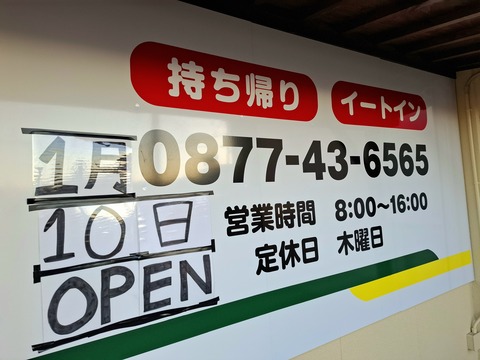 持ち帰り イートイン
1月 0877-43-6565
10日 営業時間 8:00〜16:00
OPEN 定休日 木曜日